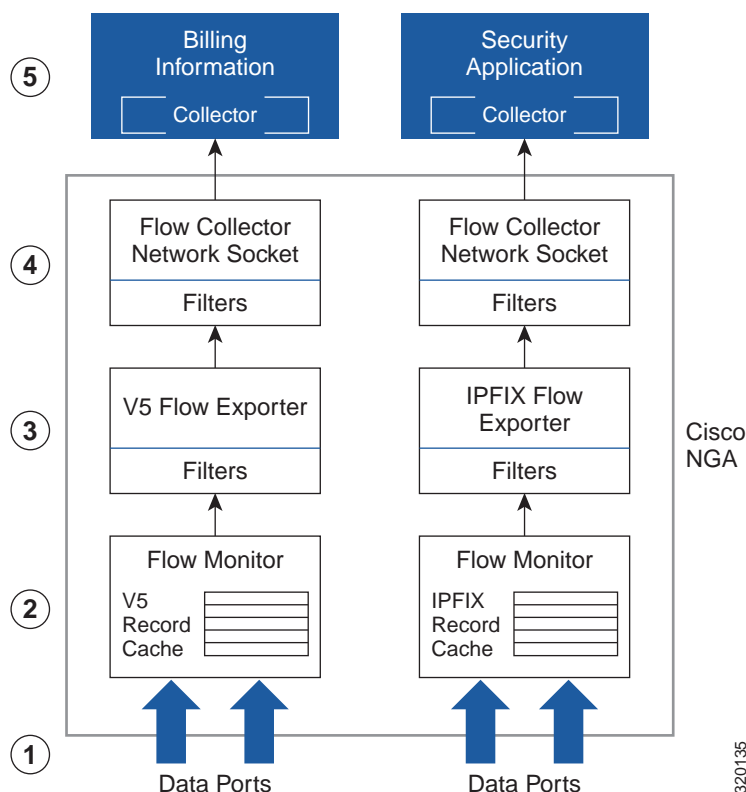 Billing
Information
Collector
Security
Application
Collector
5
Flow Collector
Network Socket
Filters
Flow Collector
Network Socket
Filters
4
V5 Flow Exporter
Filters
IPFIX Flow
Exporter
Filters
3
Cisco
NGA
Flow Monitor
V5
Record
Cache
Flow Monitor
IPFIX
Record
Cache
2
1
Data Ports
Data Ports
320135